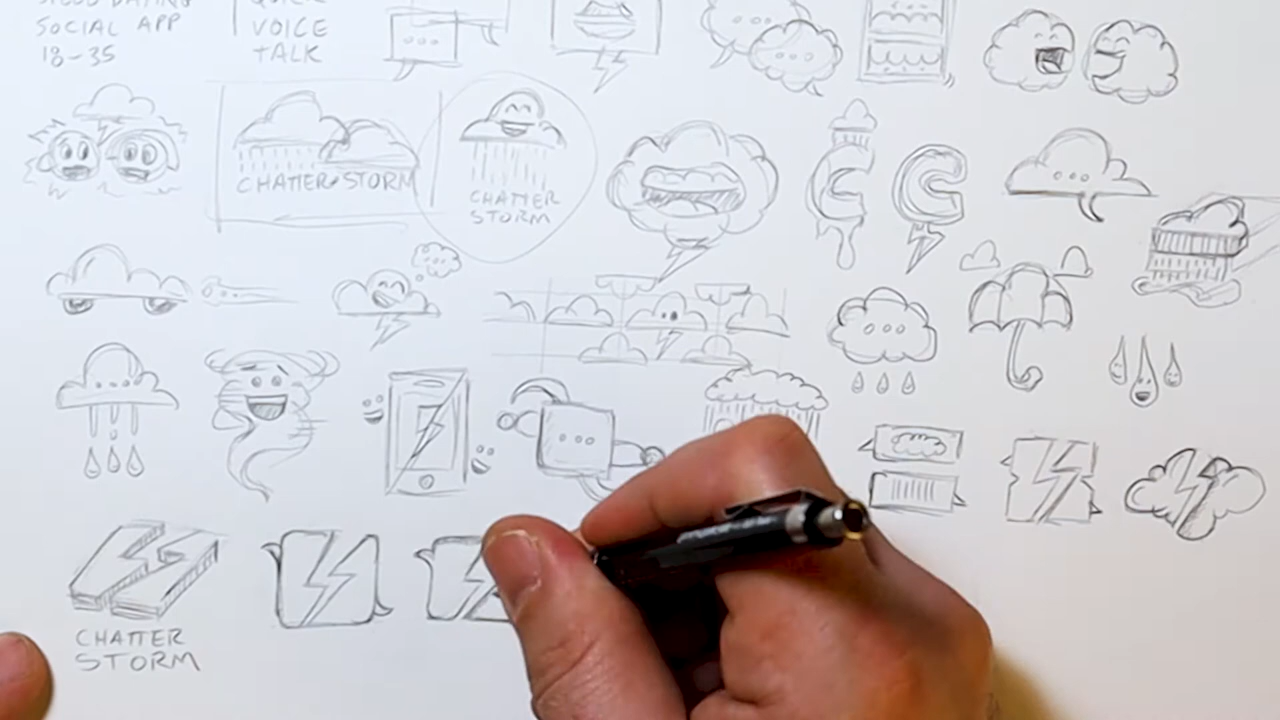 SOCIAL APP
18-35
VOICE
TALK
CHATTER STORM
CHATTER
STORM
C C
CHATTER
STORM